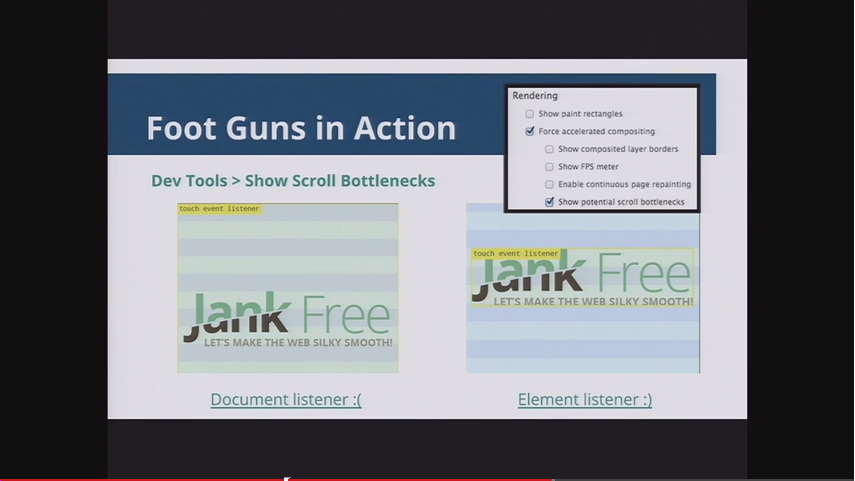 Foot Guns in Action
Rendering
Show paint rectangles
Force accelerated compositing
Show composited layer borders
Show FPS meter
Enable continuous page repainting
Show potential scroll bottlenecks
Dev Tools > Show Scroll Bottlenecks
touch event listener
Jank Free
LET'S MAKE THE WEB SILKY SMOOTH!
touch event listener
Jank Free
LET'S MAKE THE WEB SILKY SMOOTH!
Document listener :(
Element listener :)